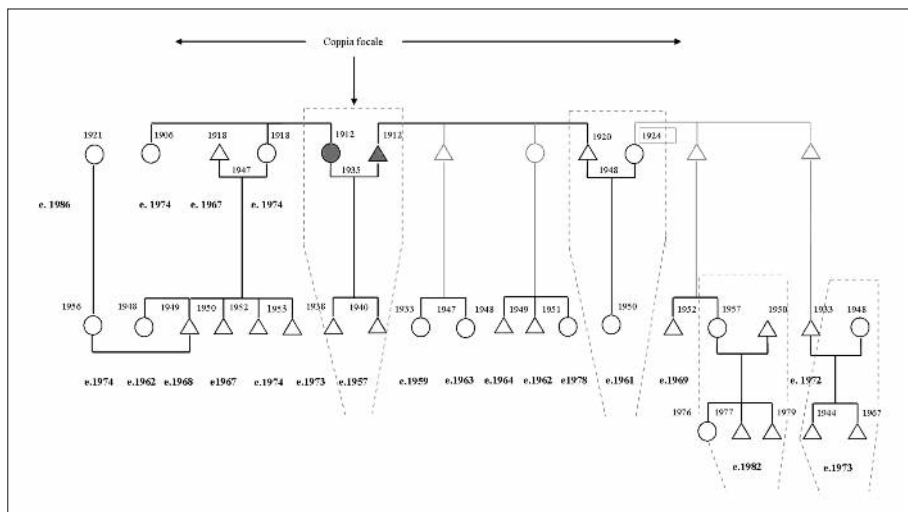 Coppia focale
1921 1906 1918 1918 1912 1912 1920 1924
1947 1935 1948
e. 1986 e. 1974 e. 1967 e. 1974
1956 1948 1949 1950 1952 1953 1938 1940 1933 1947 1948 1949 1951 1950 1952 1957 1950 1933 1948
e.1974 e.1962 e.1968 e1967 e.1974 e.1973 e.1957 e.1959 e.1963 e.1964 e.1962 e1978 e.1961 e.1969 e. 1972
1976 1977 1979 1944 1967
e.1982 e.1973